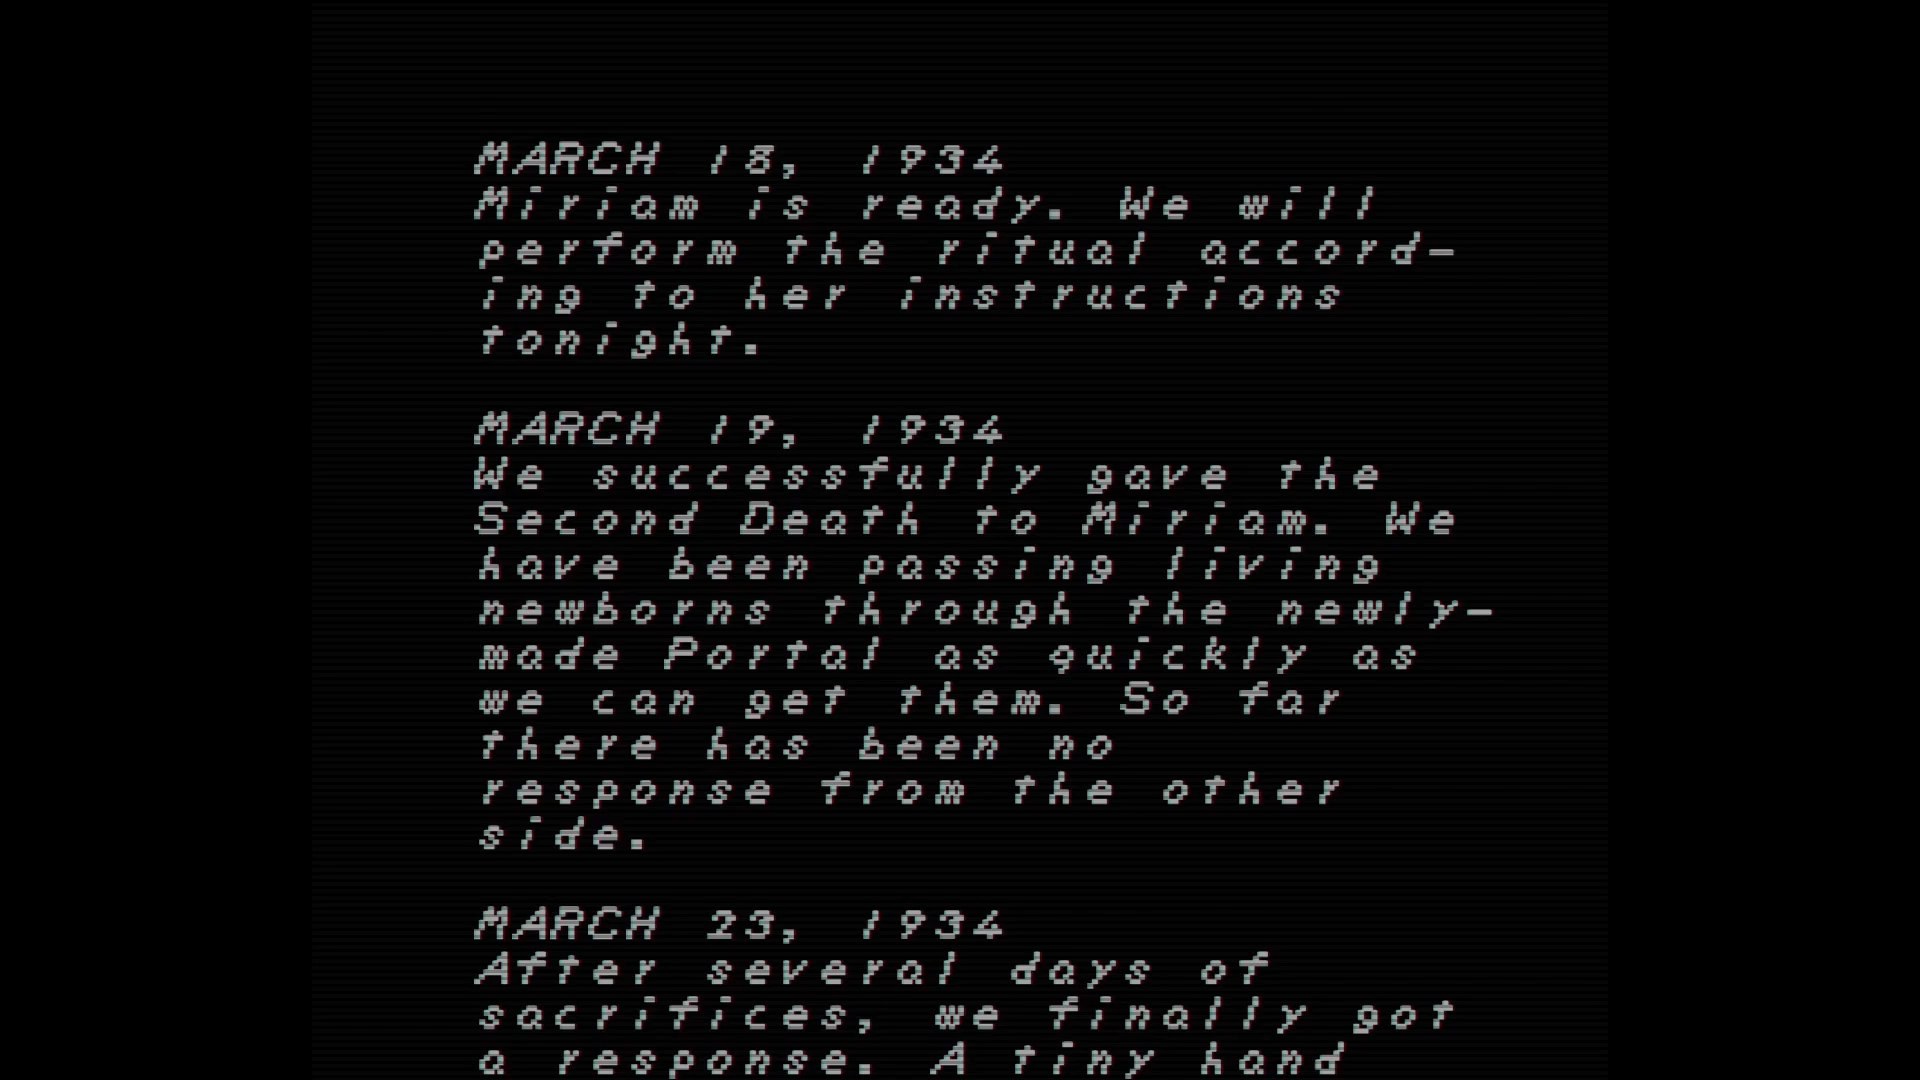 MARCH 18, 1934
Miriam is ready. We will
perform the ritual accord-
ing to her instructions
tonight.
MARCH 19, 1934
We successfully gave the
Second Death to Miriam. We
have been passing living
newborns through the newly-
made Portal as quickly as
we can get them. So far
there has been no
response from the other
side.
MARCH 23, 1934
After several days of
sacrifices, we finally got
a response. A tiny hand